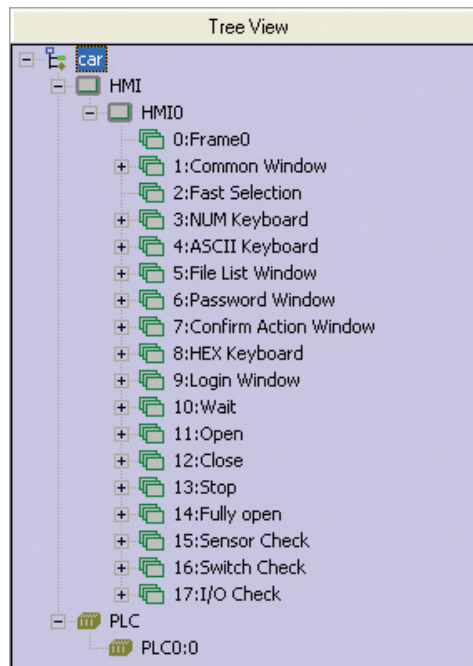 Tree View
car
HMI
HMI0
0:Frame0
1:Common Window
2:Fast Selection
3:NUM Keyboard
4:ASCII Keyboard
5:File List Window
6:Password Window
7:Confirm Action Window
8:HEX Keyboard
9:Login Window
10:Wait
11:Open
12:Close
13:Stop
14:Fully open
15:Sensor Check
16:Switch Check
17:I/O Check
PLC
PLC0:0